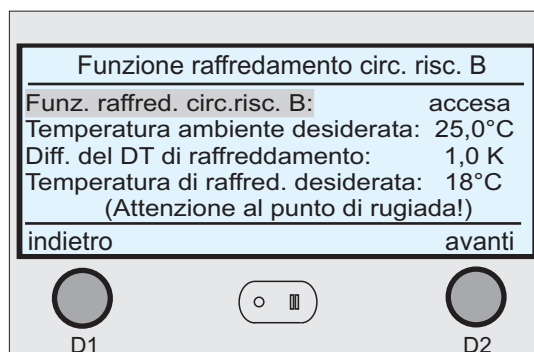 Funzione raffredamento circ. risc. B
Funz. raffred. circ.risc. B: accesa
Temperatura ambiente desiderata: 25,0°C
Diff. del DT di raffreddamento: 1,0 K
Temperatura di raffred. desiderata: 18°C
(Attenzione al punto di rugiada!)
indietro avanti
D1 D2